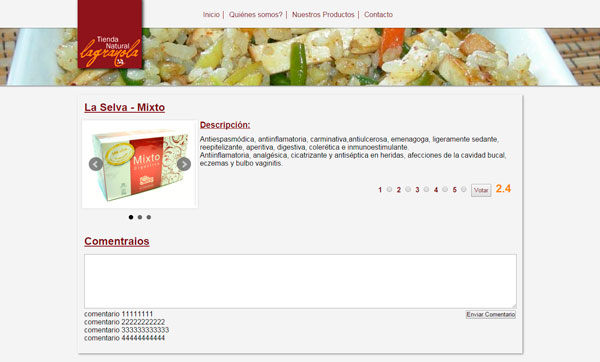 Inicio | Quiénes somos? | Nuestros Productos | Contacto
Tienda
Natural
lagrayola
La Selva - Mixto
Descripción:
Antiespasmódica, antiinflamatoria, carminativa,antiulcerosa, emenagoga, ligeramente sedante,
reepitelizante, aperitiva, digestiva, colerética e inmunoestimulante.
Antiinflamatoria, analgésica, cicatrizante y antiséptica en heridas, afecciones de la cavidad bucal,
eczemas y bulbo vaginitis.
Mixto
1 2 3 4 5 Votar 2.4
Comentraios
Enviar Comentario
comentario 11111111
comentario 22222222222
comentario 333333333333
comentario 44444444444